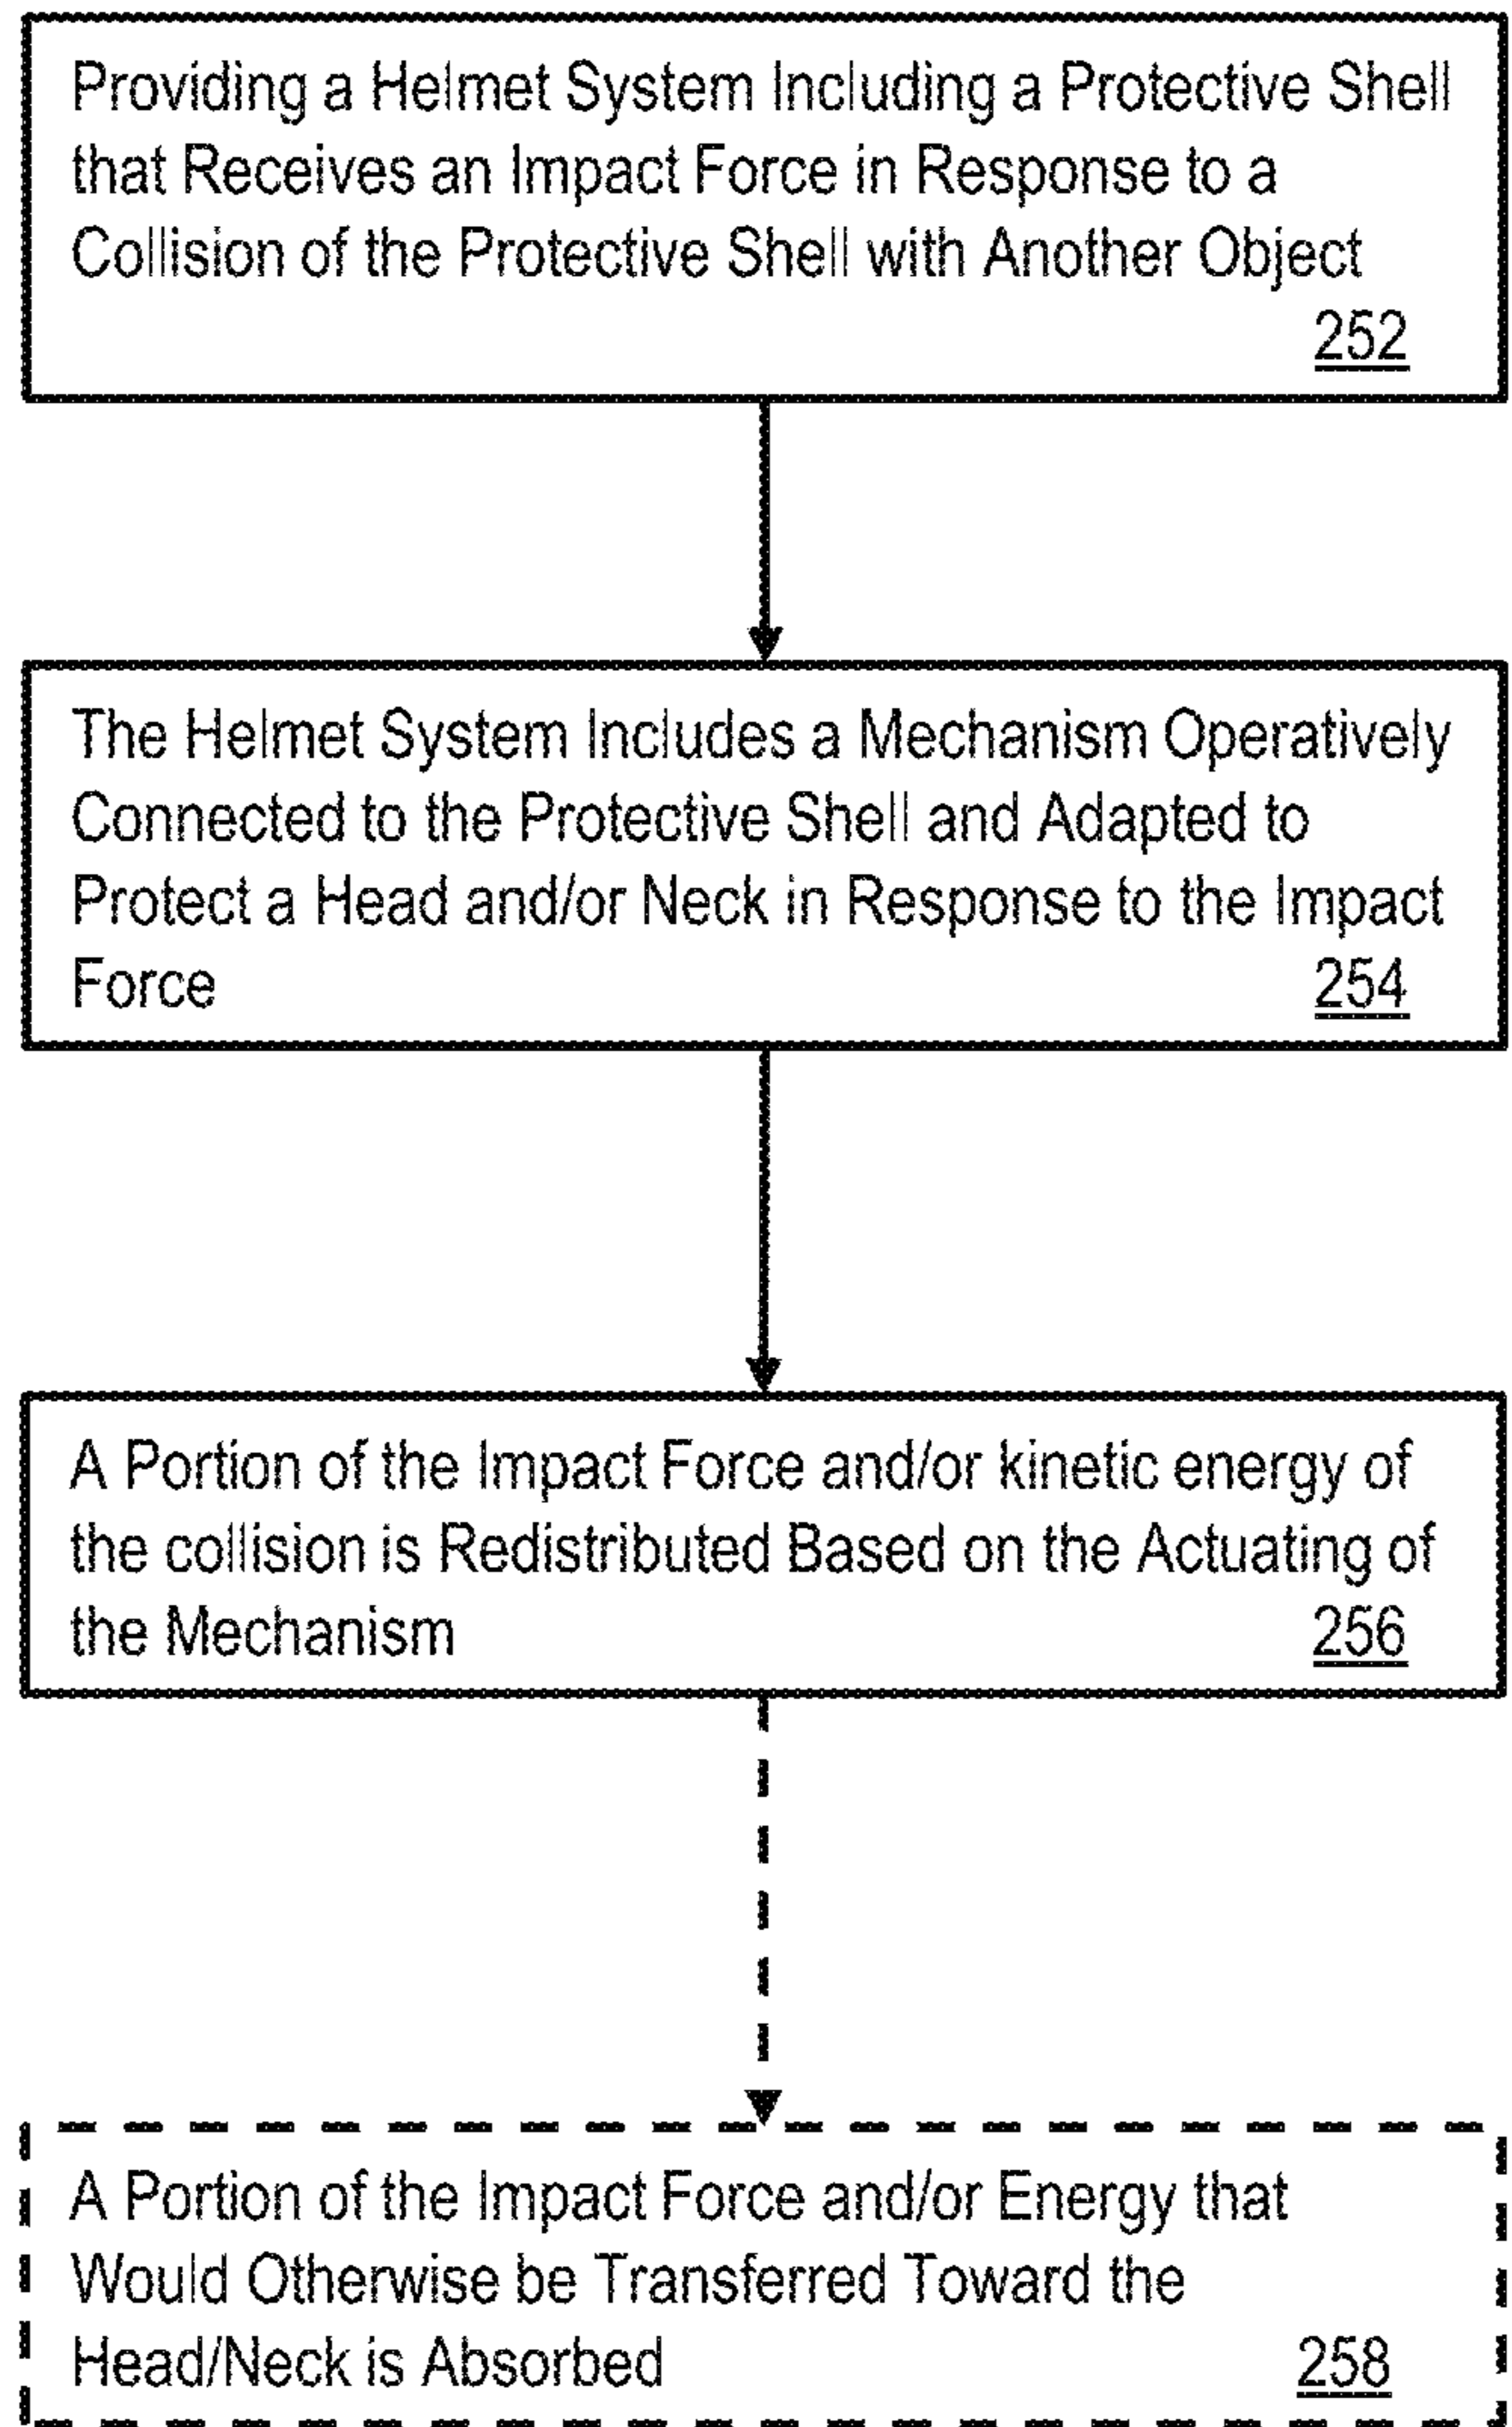 Providing a Helmet System Including a Protective Shell
that Receives an Impact Force in Response to a
Collision of the Protective Shell with Another Object
252
The Helmet System Includes a Mechanism Operatively
Connected to the Protective Shell and Adapted to
Protect a Head and/or Neck in Response to the Impact
Force 254
A Portion of the Impact Force and/or kinetic energy of
the collision is Redistributed Based on the Actuating of
the Mechanism 256
A Portion of the Impact Force and/or Energy that
Would Otherwise be Transferred Toward the
Head/Neck is Absorbed 258